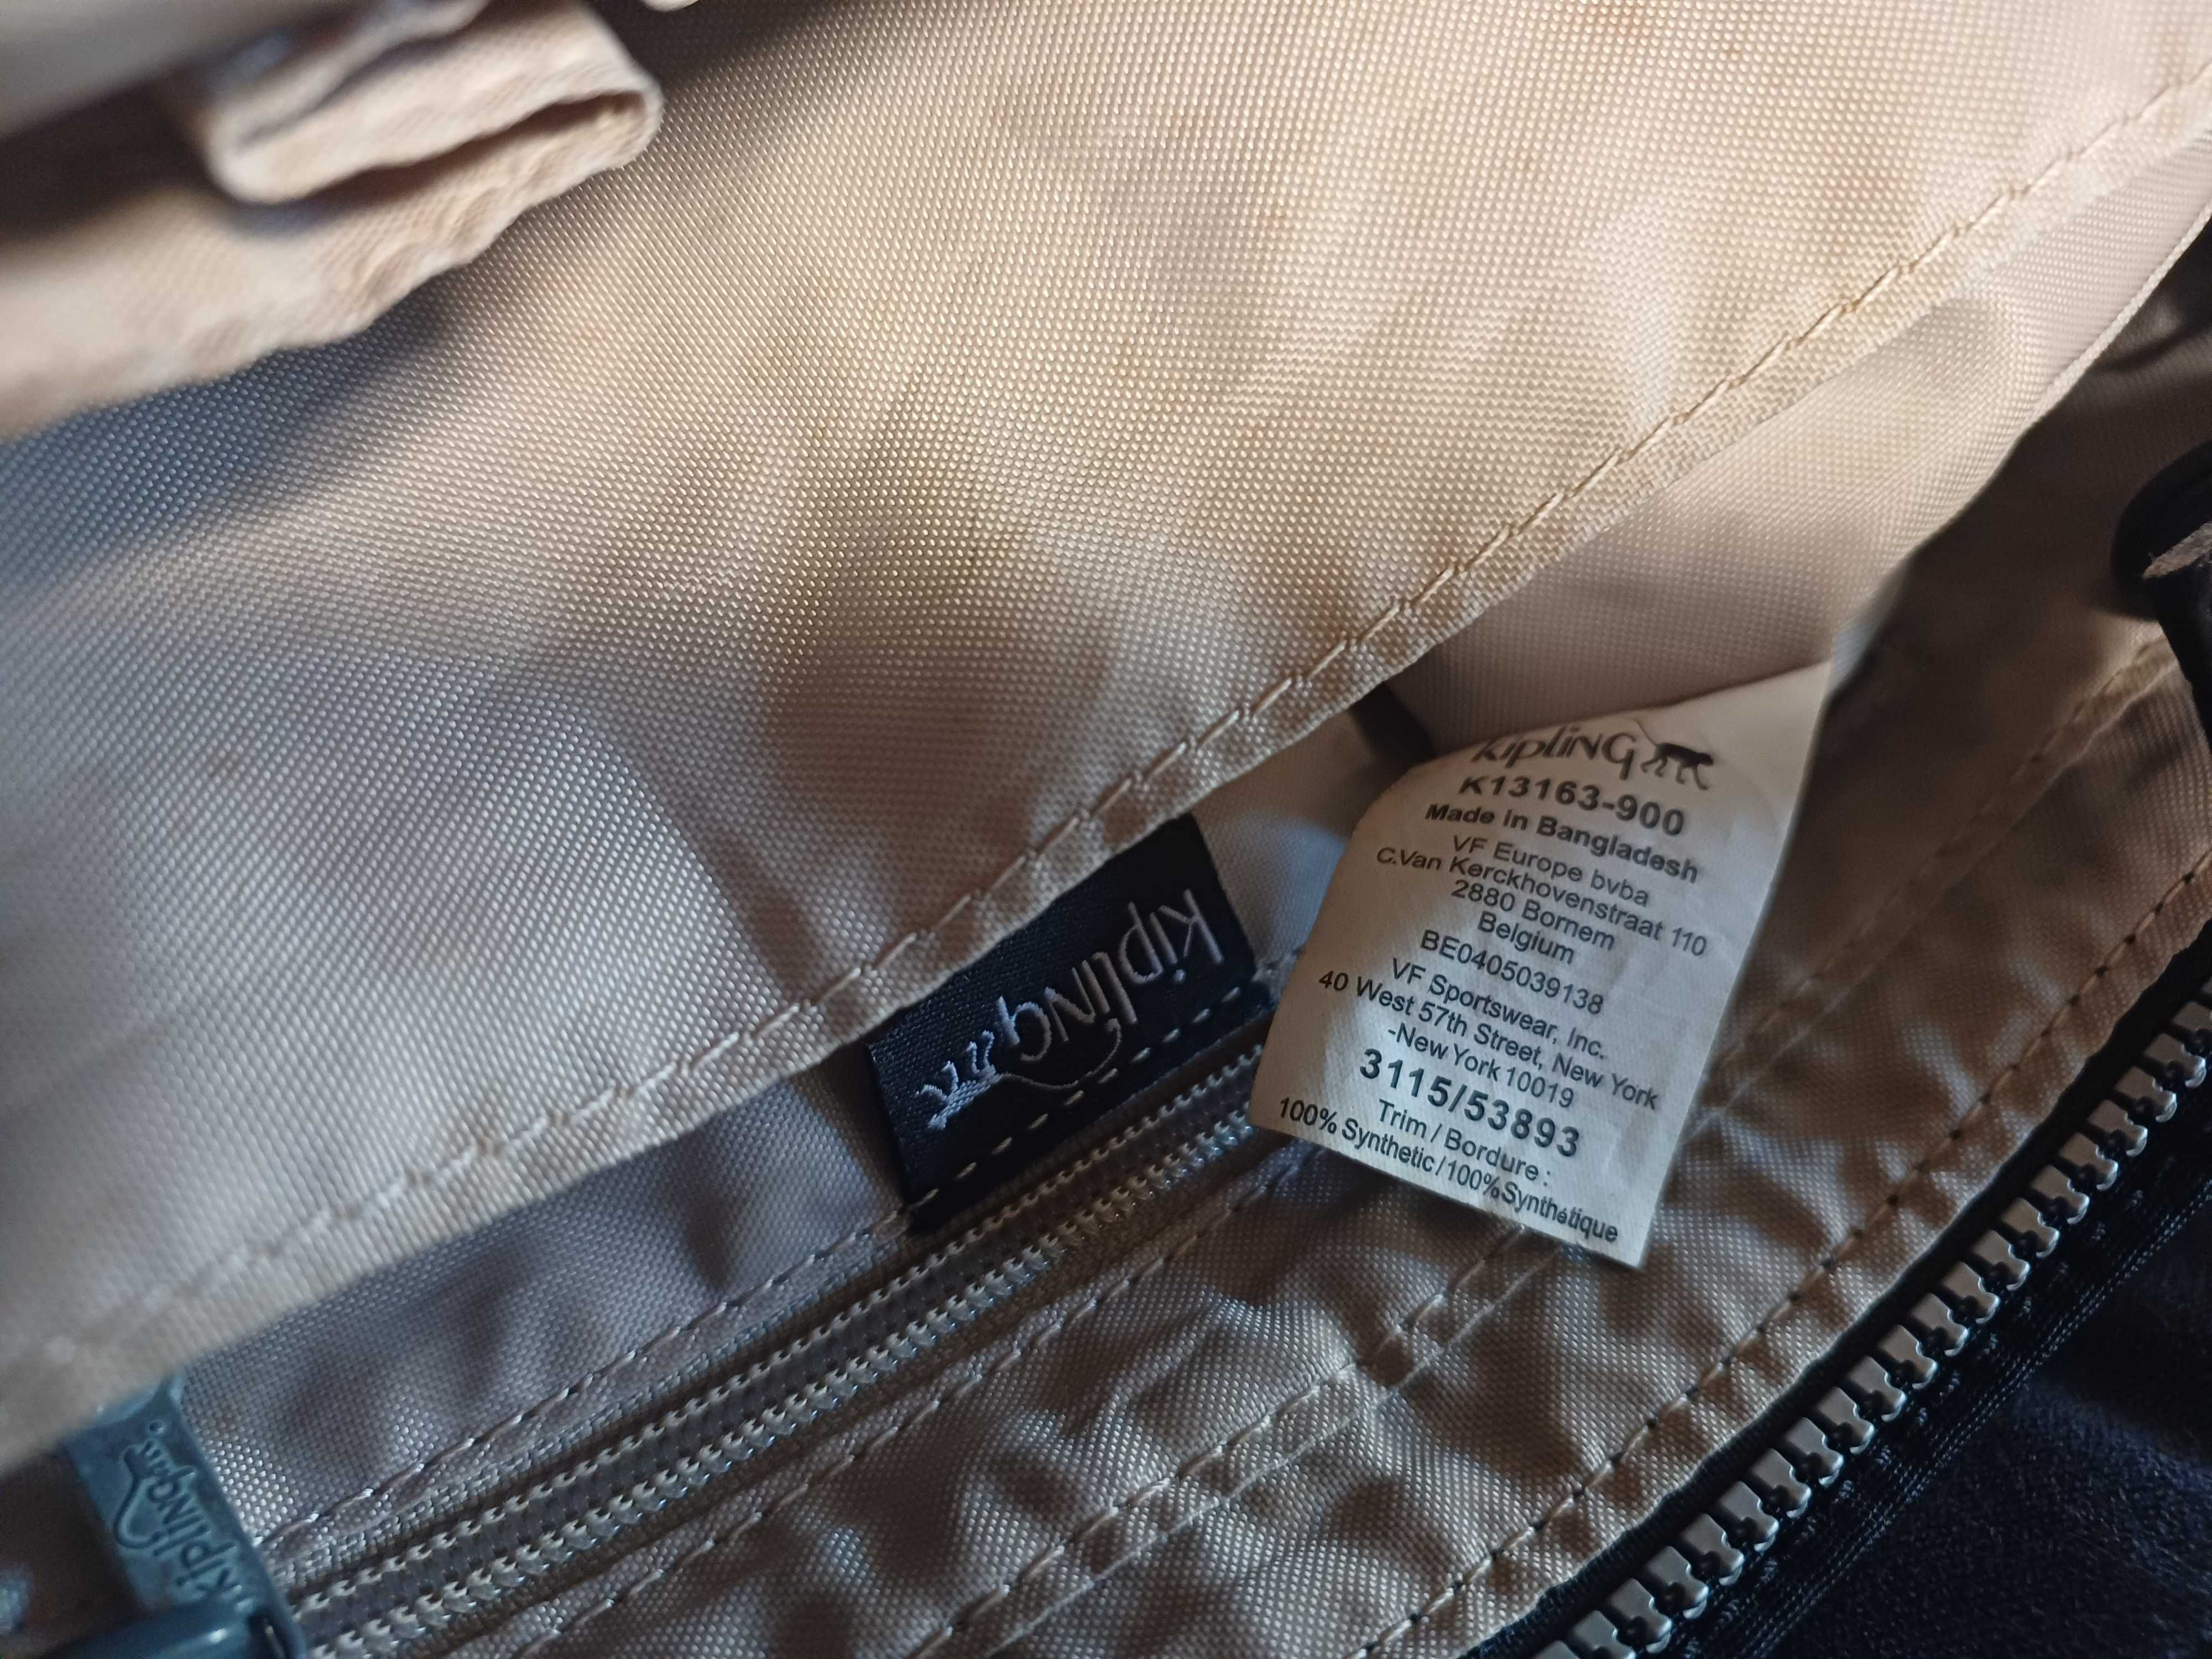 kipling
K13163-900
Made in Bangladesh
VF Europe bvba
C.Van Kerckhovenstraat 110
2880 Bornem
Belgium
BE0405039138
VF Sportswear, Inc.
40 West 57th Street, New York
-New York 10019
3115/53893
Trim / Bordure :
100% Synthetic/100%Synthétique
kipling
kipling